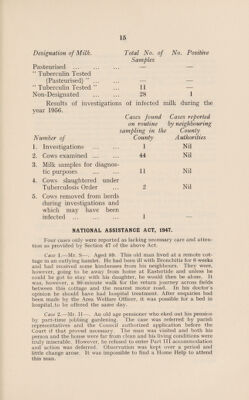 15
Designation of Milk. Total No. of No. Positive
Samples
Pasteurised ... ... ... — —
" Tuberculin Tested
(Pasteurised) " ... ... — —
" Tuberculin Tested " ... 11 —
Non-Designated ... ... 28 1
Results of investigations of infected milk during the
year 1956.
Cases found Cases reported
on routine by neighbouring
sampling in the County
Number of County Authorities
1. Investigations ... ... 1 Nil
2. Cows examined ... ... 44 Nil
3. Milk samples for diagnos-
tic purposes ... ... 11 Nil
4. Cows slaughtered under
Tuberculosis Order ... 2 Nil
5. Cows removed from herds
during investigations and
which may have been
infected ... ... ... 1 —
NATIONAL ASSISTANCE ACT, 1947.
Four cases only were reported as lacking necessary care and atten-
tion as provided by Section 47 of the above Act.
Case 1.—Mr. S—. Aged 69. This old man lived at a remote cot-
tage in an outlying hamlet. He had been ill with Bronchitis for 6 weeks
and had received some kindnesses from his neighbours. They were,
however, going to be away from home at Eastertide and unless he
could be got to stay with his daughter, he would then be alone. It
was, however, a 90-minute walk for the return journey across fields
between this cottage and the nearest motor road. In his doctor's
opinion he should have had hospital treatment. After enquiries had
been made by the Area Welfare Officer, it was possible for a bed in
hospital to be offered the same day.
Case 2.—Mr. H—. An old age pensioner who eked out his pension
by part-time jobbing gardening. The case was referred by parish
representatives and the Council authorized application before the
Court if that proved necessary. The man was visited and both his
person and the house were far from clean and his living conditions were
truly miserable. However, he refused to enter Part III accommodation
and action was deferred. Observation was kept over a period and
little change arose. It was impossible to find a Home Help to attend
this man.